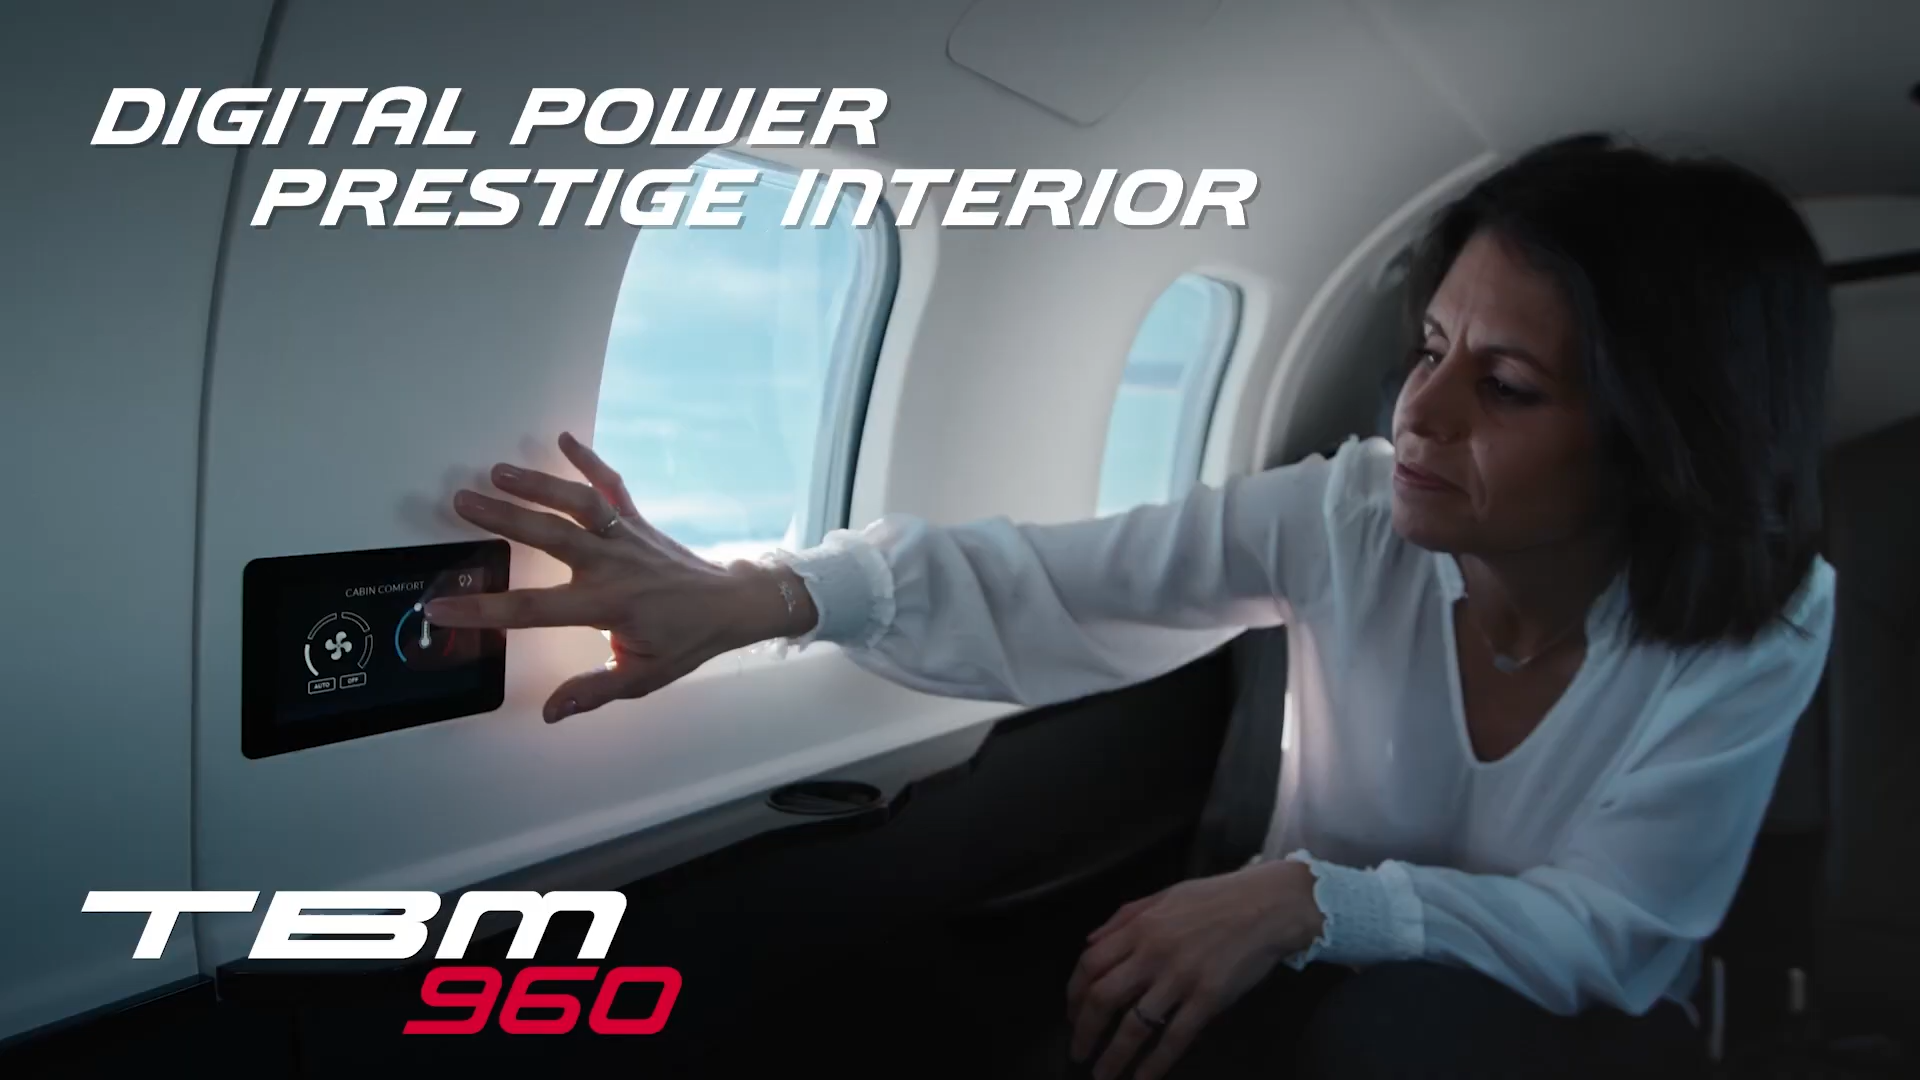 DIGITAL POWER
PRESTIGE INTERIOR
CABIN COMFORT
AUTO OFF
TBM
960